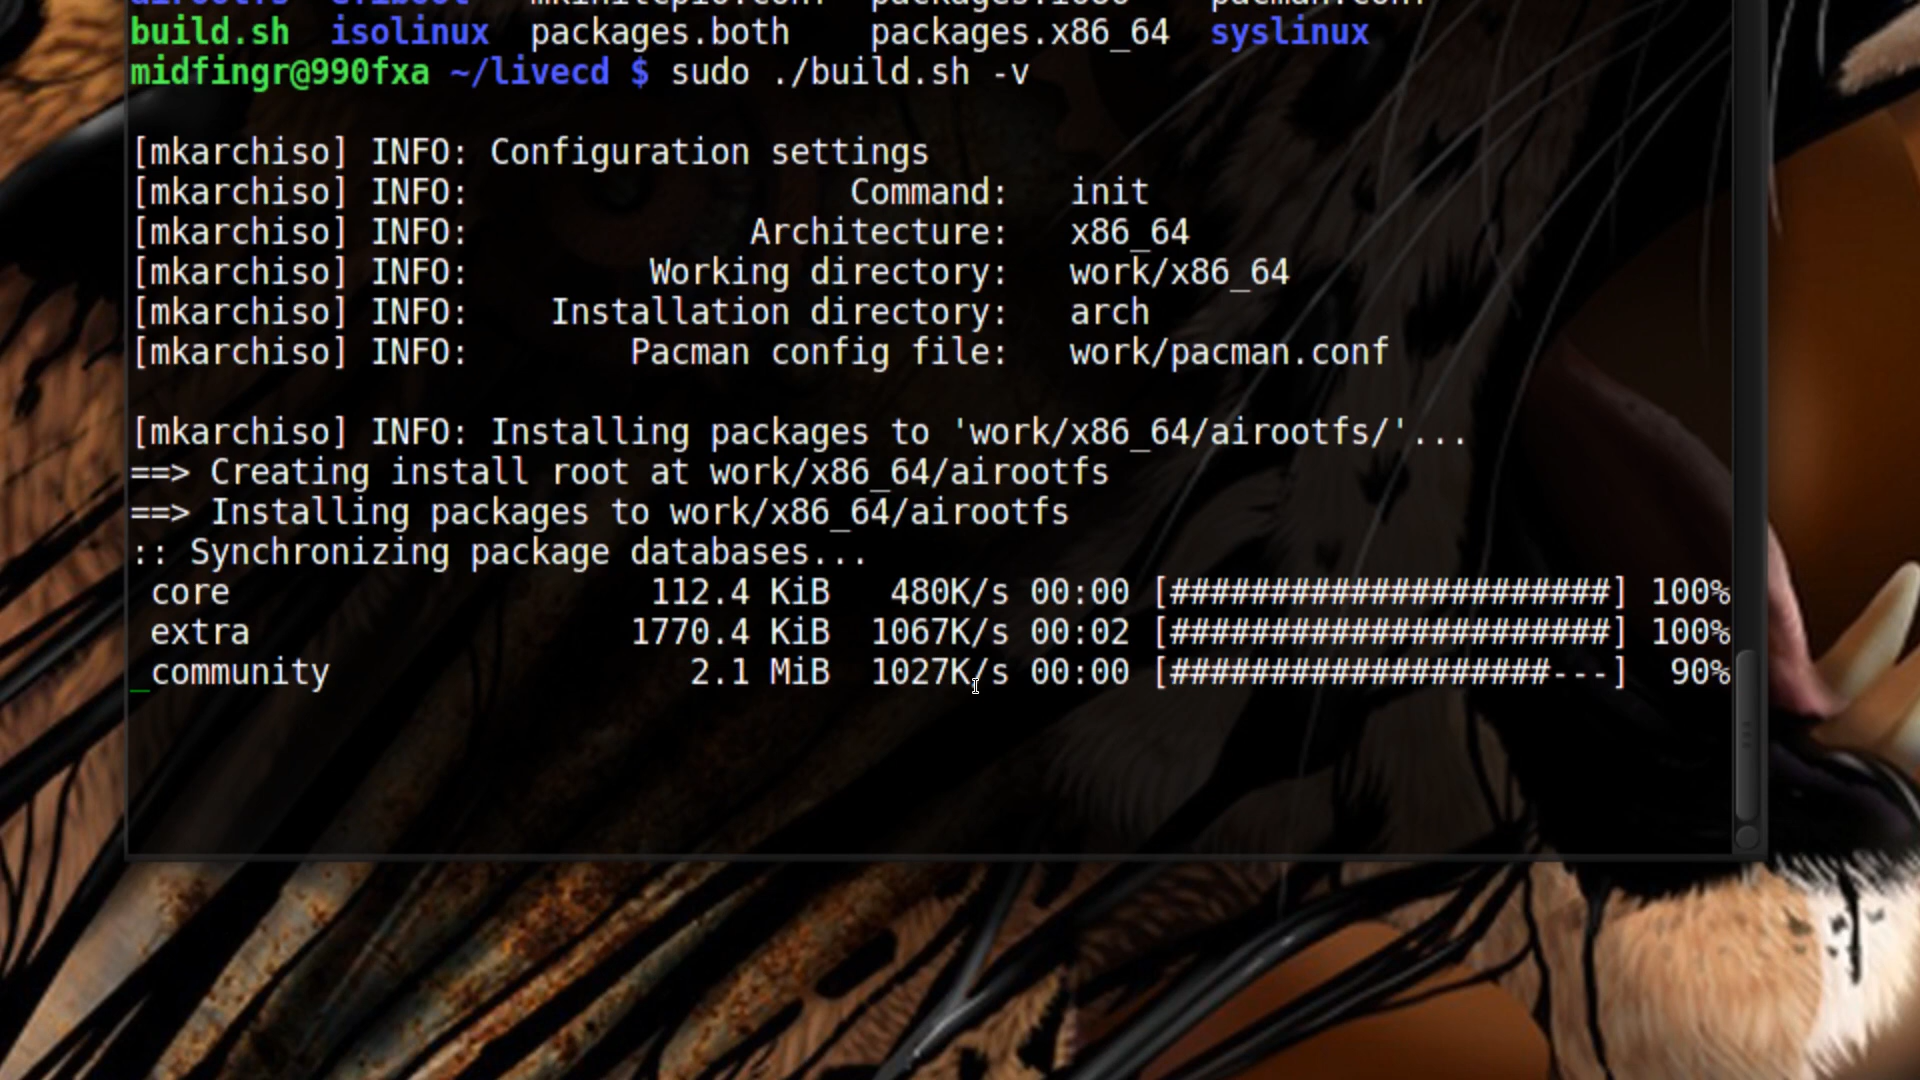 build.sh  isolinux  packages.both    packages.x86_64  syslinux
midfingr@990fxa ~/livecd $ sudo ./build.sh -v
[mkarchiso] INFO: Configuration settings
[mkarchiso] INFO:                   Command:   init
[mkarchiso] INFO:              Architecture:   x86_64
[mkarchiso] INFO:         Working directory:   work/x86_64
[mkarchiso] INFO:    Installation directory:   arch
[mkarchiso] INFO:        Pacman config file:   work/pacman.conf
[mkarchiso] INFO: Installing packages to 'work/x86_64/airootfs/'...
==> Creating install root at work/x86_64/airootfs
==> Installing packages to work/x86_64/airootfs
:: Synchronizing package databases...
 core                     112.4 KiB   480K/s 00:00 [######################] 100%
 extra                   1770.4 KiB  1067K/s 00:02 [######################] 100%
_community                  2.1 MiB  1027K/s 00:00 [###################---]  90%